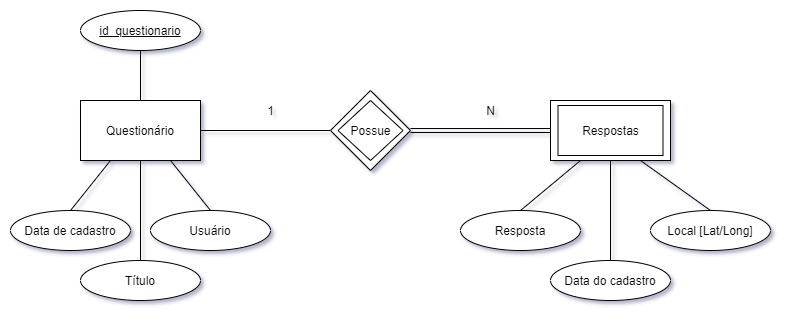 id_questionario
1
N
Questionário
Possue
Respostas
Data de cadastro
Usuário
Resposta
Local [Lat/Long]
Título
Data do cadastro